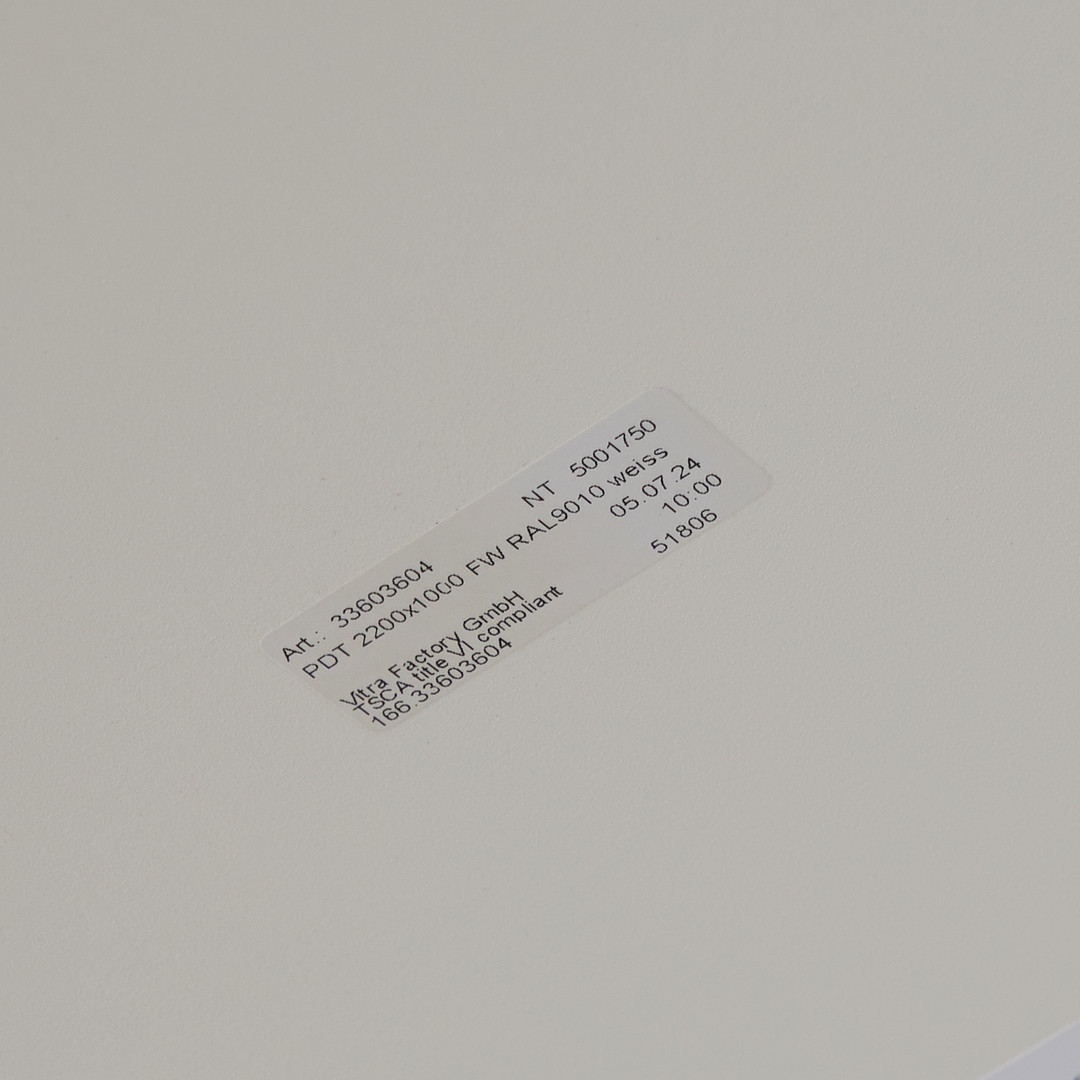 Art.: 33603604 NT 5001750
PDT 2200x1000 FW RAL9010 weiss
05.07.24
10:00
Vitra Factory GmbH 51806
TSCA title VI compliant
166.33603604